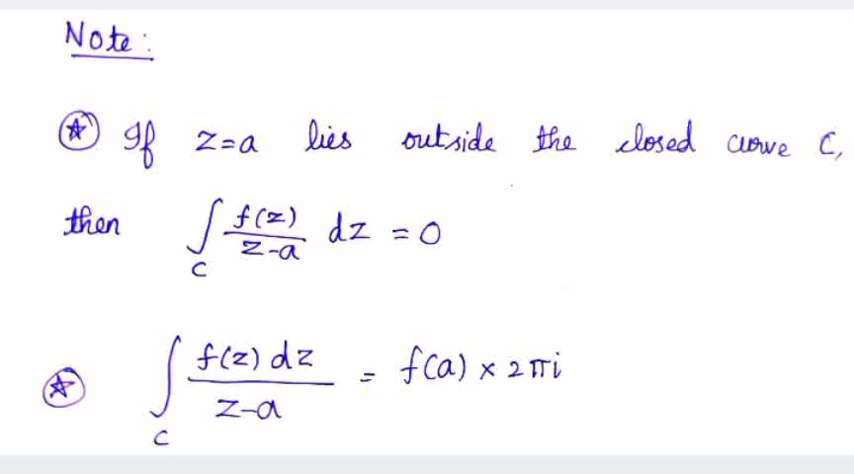 Note:
⍟ If z=a lies outside the closed curve C,
then ∫_C f(z)/(z-a) dz = 0
⍟ ∫_C f(z) dz/(z-a) = f(a) × 2πi